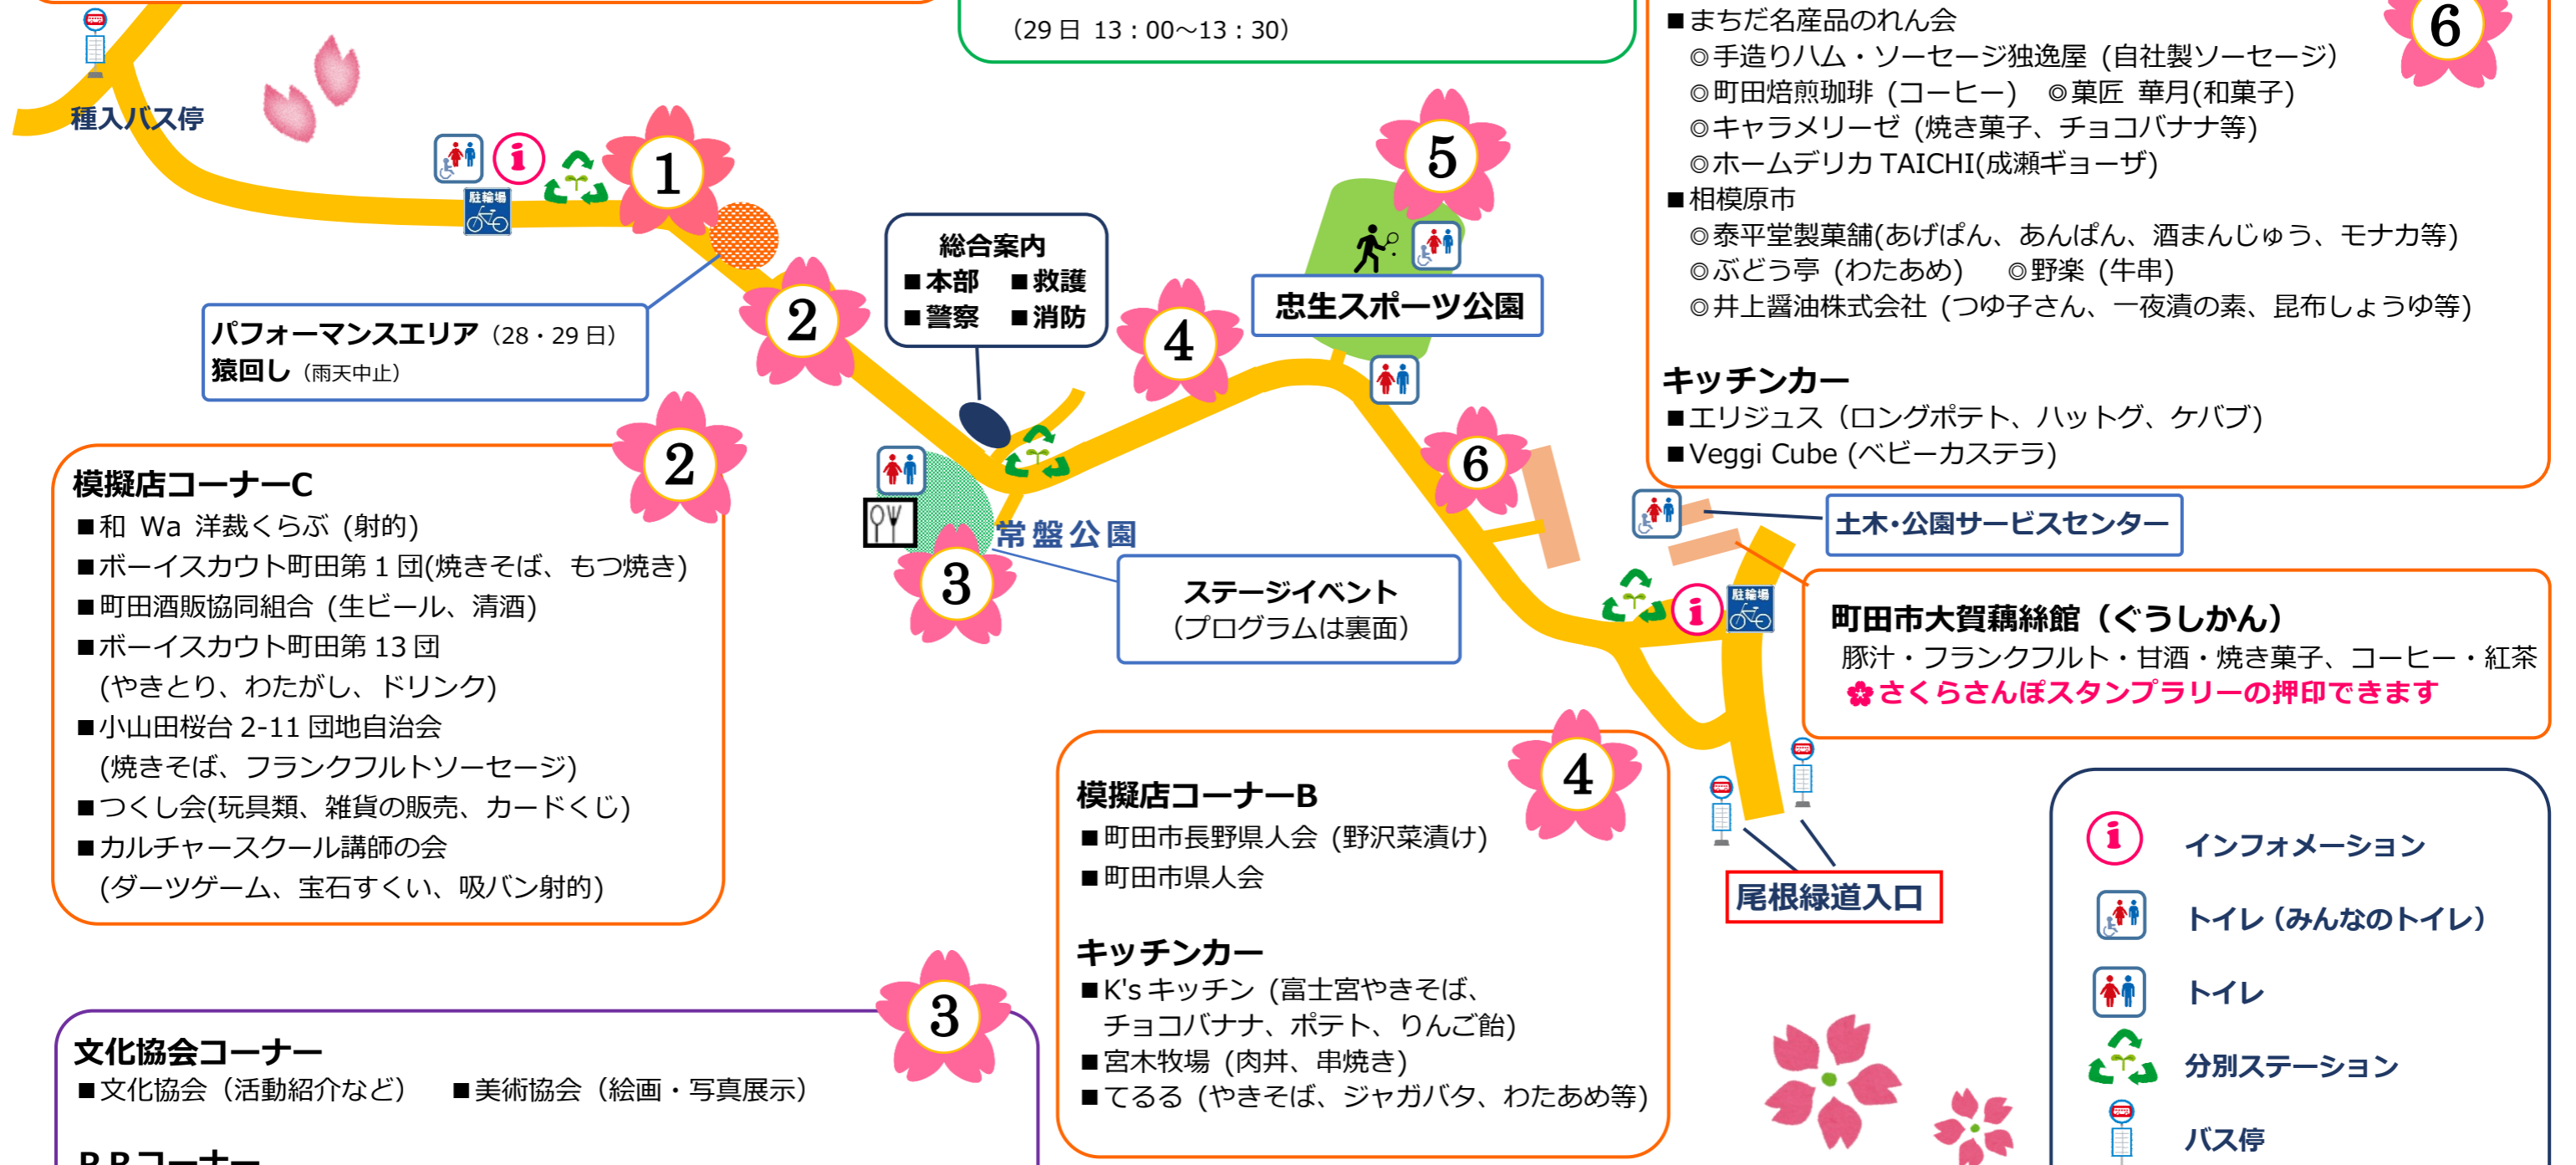 （29日 13：00～13：30）
■まちだ名産品のれん会
◎手造りハム・ソーセージ独逸屋 (自社製ソーセージ）
◎町田焙煎珈琲 (コーヒー) ◎菓匠 華月(和菓子)
◎キャラメリーゼ (焼き菓子、チョコバナナ等)
◎ホームデリカ TAICHI(成瀬ギョーザ)
■相模原市
◎泰平堂製菓舗(あげぱん、あんぱん、酒まんじゅう、モナカ等)
◎ぶどう亭 (わたあめ) ◎野楽 (牛串)
◎井上醤油株式会社 (つゆ子さん、一夜漬の素、昆布しょうゆ等)
キッチンカー
■エリジュス（ロングポテト、ハットグ、ケバブ)
■Veggi Cube (ベビーカステラ)
6
種入バス停
駐輪場
i
1
2
パフォーマンスエリア（28・29日）
猿回し（雨天中止）
総合案内
■本部 ■救護
■警察 ■消防
4
5
忠生スポーツ公園
6
3
常盤公園
ステージイベント
（プログラムは裏面）
土木・公園サービスセンター
i
駐輪場
町田市大賀藕絲館（ぐうしかん）
豚汁・フランクフルト・甘酒・焼き菓子、コーヒー・紅茶
さくらさんぽスタンプラリーの押印できます
尾根緑道入口
2
模擬店コーナーC
■和 Wa 洋裁くらぶ (射的)
■ボーイスカウト町田第1団(焼きそば、もつ焼き)
■町田酒販協同組合 (生ビール、清酒)
■ボーイスカウト町田第13団
(やきとり、わたがし、ドリンク)
■小山田桜台2-11団地自治会
(焼きそば、フランクフルトソーセージ)
■つくし会(玩具類、雑貨の販売、カードくじ)
■カルチャースクール講師の会
(ダーツゲーム、宝石すくい、吸バン射的)
4
模擬店コーナーB
■町田市長野県人会 (野沢菜漬け)
■町田市県人会
キッチンカー
■K'sキッチン (富士宮やきそば、
チョコバナナ、ポテト、りんご飴)
■宮木牧場 (肉丼、串焼き)
■てるる (やきそば、ジャガバタ、わたあめ等)
3
文化協会コーナー
■文化協会（活動紹介など） ■美術協会（絵画・写真展示）
ＰＲコーナー
i
インフォメーション
トイレ（みんなのトイレ）
トイレ
分別ステーション
バス停